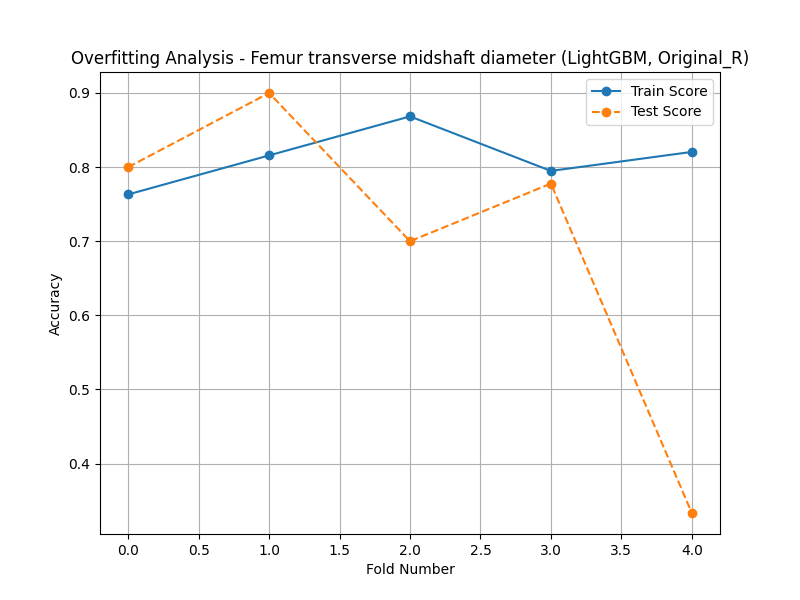 Overfitting Analysis - Femur transverse midshaft diameter (LightGBM, Original_R)
Train Score
Test Score
0.9
0.8
0.7
0.6
0.5
0.4
Accuracy
0.0 0.5 1.0 1.5 2.0 2.5 3.0 3.5 4.0
Fold Number